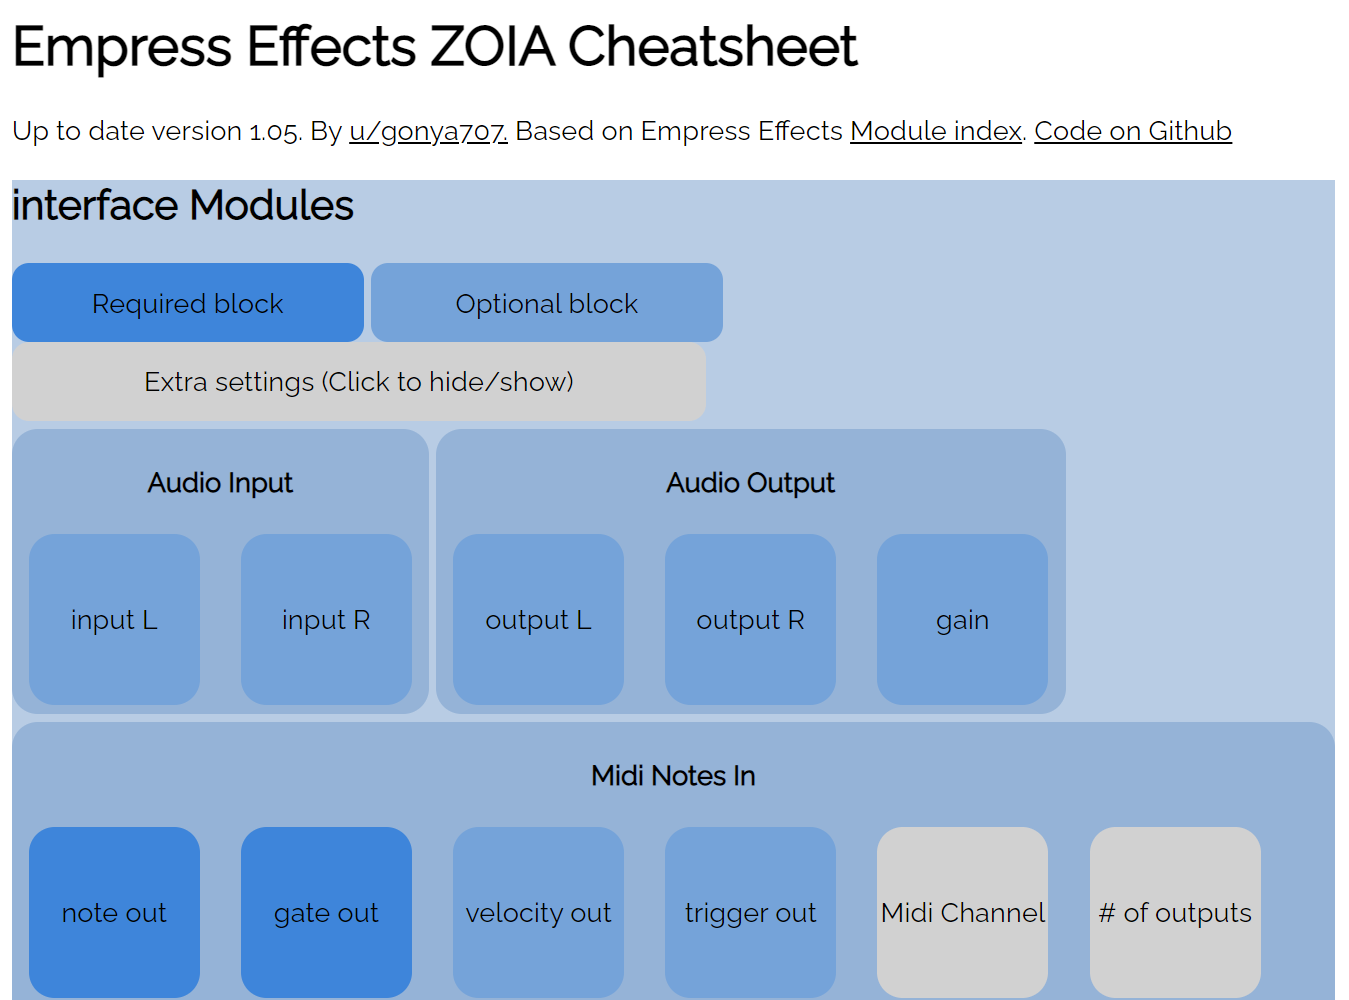 Empress Effects ZOIA Cheatsheet
Up to date version 1.05. By u/gonya707. Based on Empress Effects Module index. Code on Github
interface Modules
Required block
Optional block
Extra settings (Click to hide/show)
Audio Input
Audio Output
input L
input R
output L
output R
gain
Midi Notes In
note out
gate out
velocity out
trigger out
Midi Channel
# of outputs